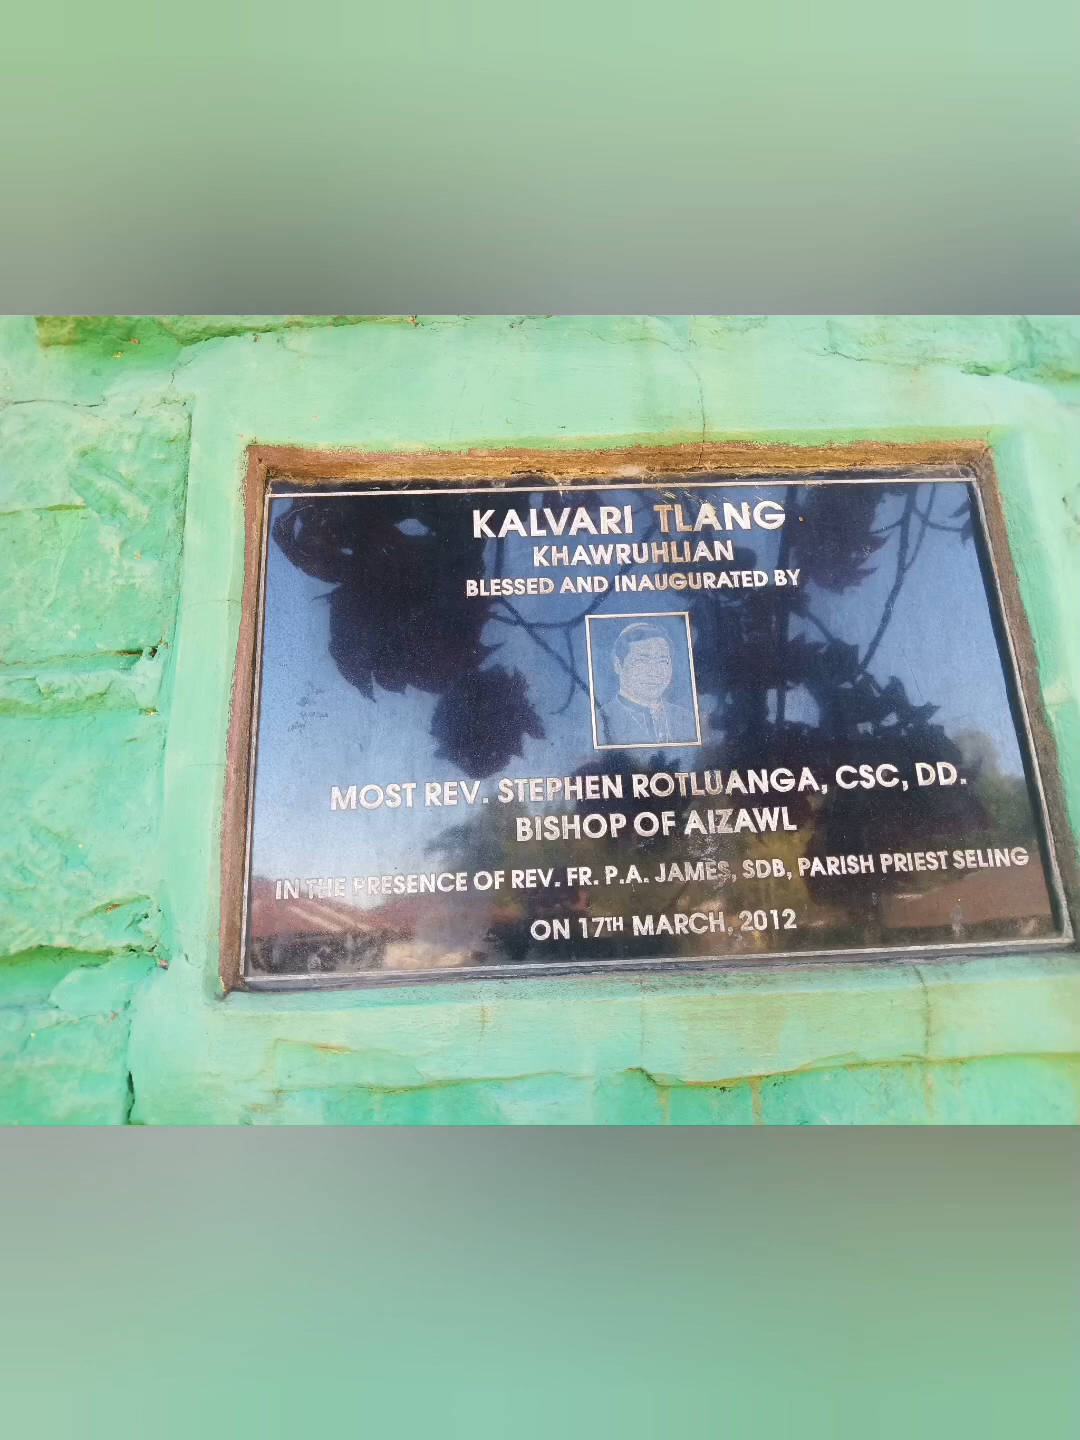 KALVARI TLANG
KHAWRUHLIAN
BLESSED AND INAUGURATED BY
MOST REV. STEPHEN ROTLUANGA, CSC, DD.
BISHOP OF AIZAWL
IN THE PRESENCE OF REV. FR. P.A. JAMES, SDB, PARISH PRIEST SELING
ON 17TH MARCH, 2012